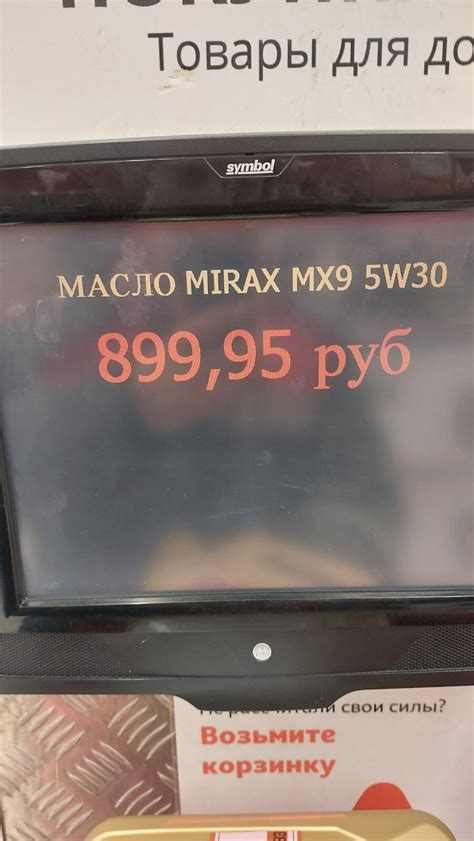 Товары для до
symbol
МАСЛО MIRAX MX9 5W30
899,95 руб
Не рассчитали свои силы?
Возьмите
корзинку